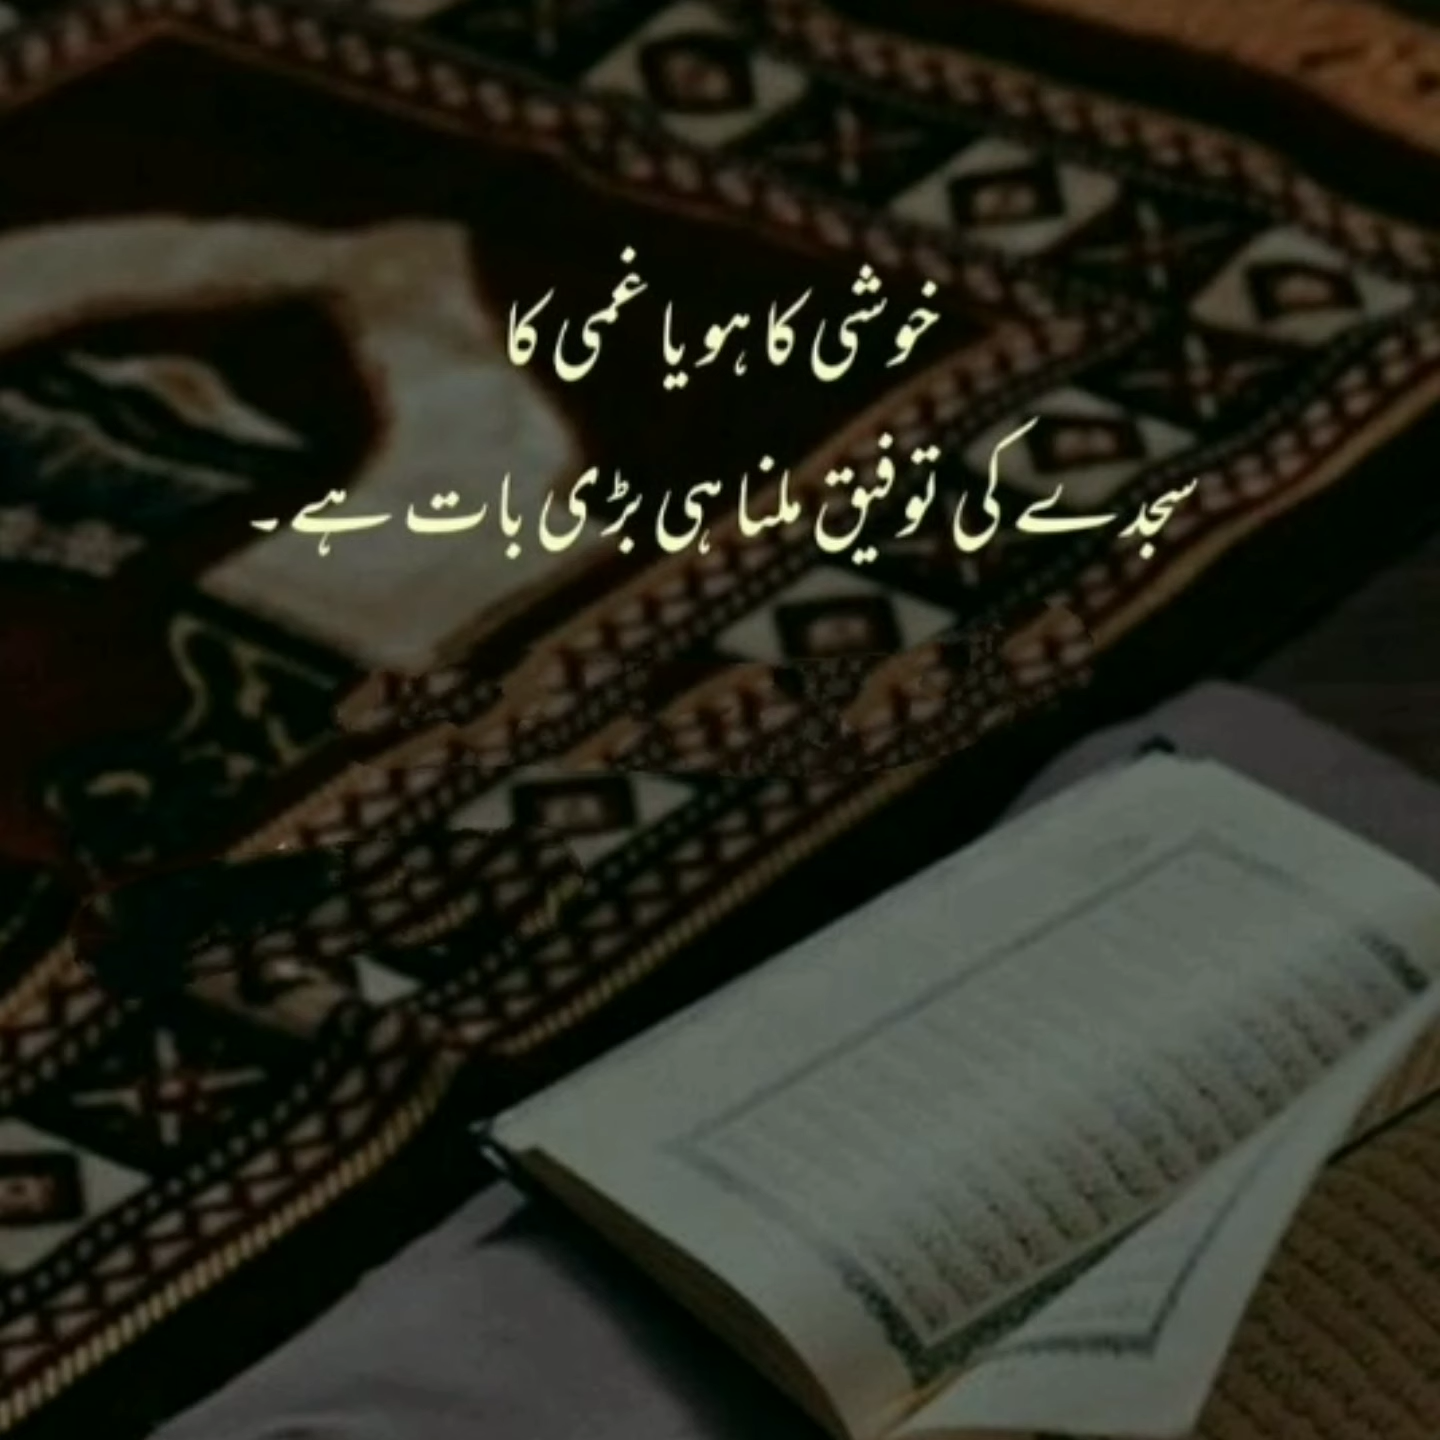 خوشی کا ہو یا غمی کا
سجدے کی توفیق ملنا ہی بڑی بات ہے۔